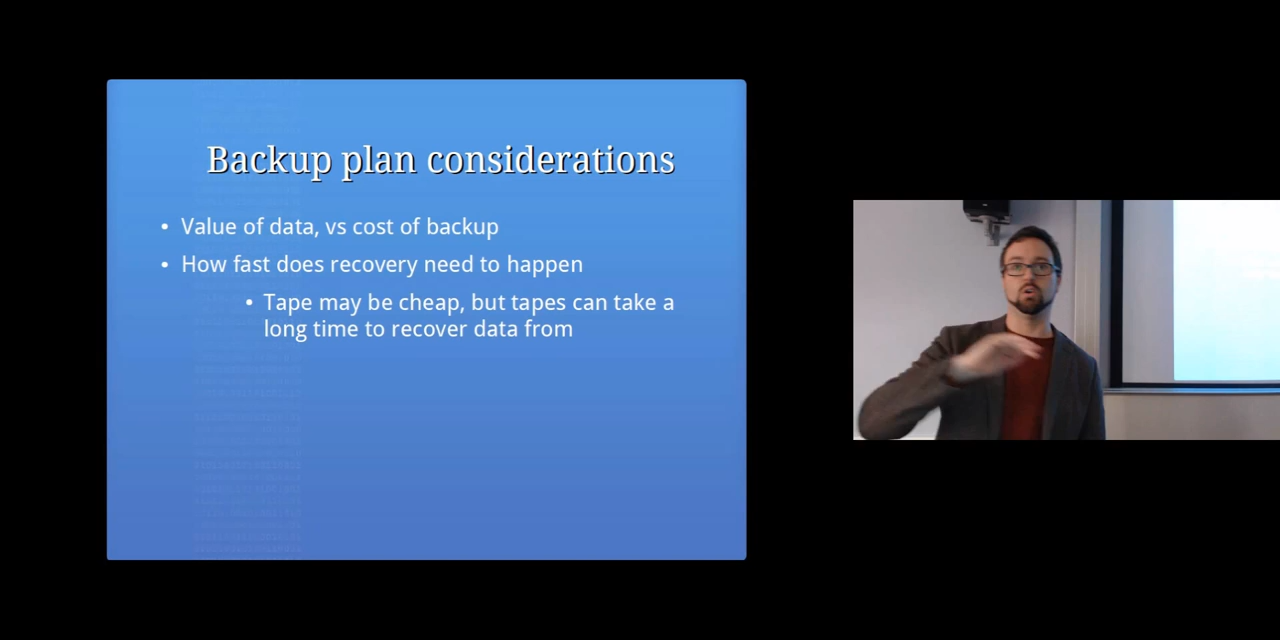 Backup plan considerations
• Value of data, vs cost of backup
• How fast does recovery need to happen
• Tape may be cheap, but tapes can take a
long time to recover data from